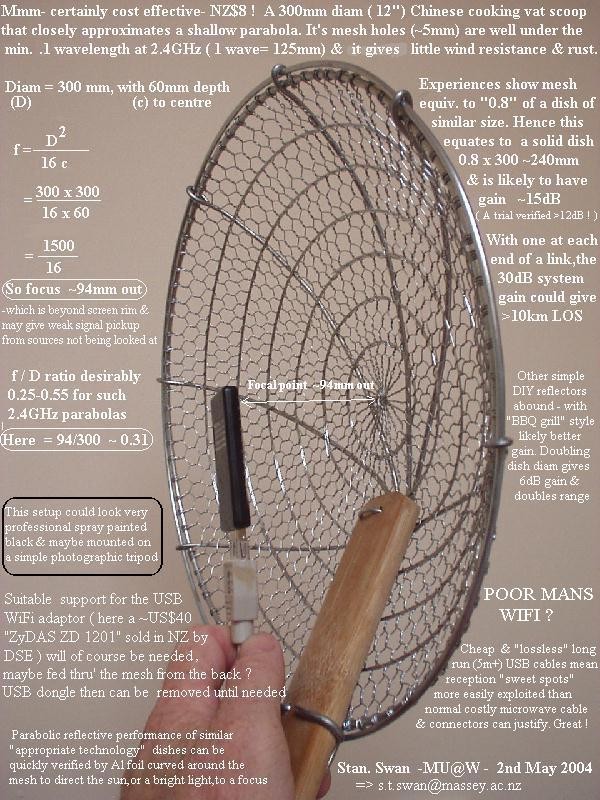 Mmm- certainly cost effective- NZ$8 ! A 300mm diam ( 12") Chinese cooking vat scoop
that closely approximates a shallow parabola. It's mesh holes (~5mm) are well under the
min. .1 wavelength at 2.4GHz ( 1 wave= 125mm) & it gives little wind resistance & rust.
Diam = 300 mm, with 60mm depth
(D) (c) to centre
f = D2
16 c
= 300 x 300
16 x 60
= 1500
16
So focus ~94mm out
-which is beyond screen rim &
may give weak signal pickup
from sources not being looked at
f / D ratio desirably
0.25-0.55 for such
2.4GHz parabolas
Here = 94/300 ~ 0.31
This setup could look very
professional spray painted
black & maybe mounted on
a simple photographic tripod
Suitable support for the USB
WiFi adaptor ( here a ~US$40
"ZyDAS ZD 1201" sold in NZ by
DSE ) will of course be needed,
maybe fed thru' the mesh from the back ?
USB dongle then can be removed until needed
Parabolic reflective performance of similar
"appropriate technology" dishes can be
quickly verified by Al foil curved around the
mesh to direct the sun,or a bright light,to a focus
Focal point ~94mm out
Experiences show mesh
equiv. to "0.8" of a dish of
similar size. Hence this
equates to a solid dish
0.8 x 300 ~240mm
& is likely to have
gain ~15dB
( A trial verified >12dB ! )
With one at each
end of a link,the
30dB system
gain could give
>10km LOS
Other simple
DIY reflectors
abound - with
"BBQ grill" style
likely better
gain. Doubling
dish diam gives
6dB gain &
doubles range
POOR MANS
WIFI ?
Cheap & "lossless" long
run (5m+) USB cables mean
reception "sweet spots"
more easily exploited than
normal costly microwave cable
& connectors can justify. Great !
Stan. Swan -MU@W - 2nd May 2004
=> s.t.swan@massey.ac.nz